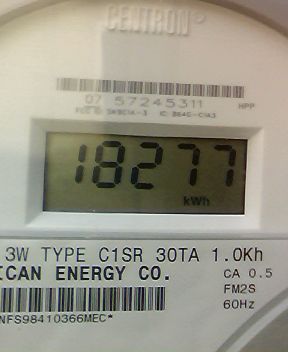 CENTRON®
07 57245311
HPP
18277
kWh
3W TYPE C1SR 30TA 1.0Kh
ICAN ENERGY CO.
CA 0.5
FM2S
60Hz
NFS98410366MEC*